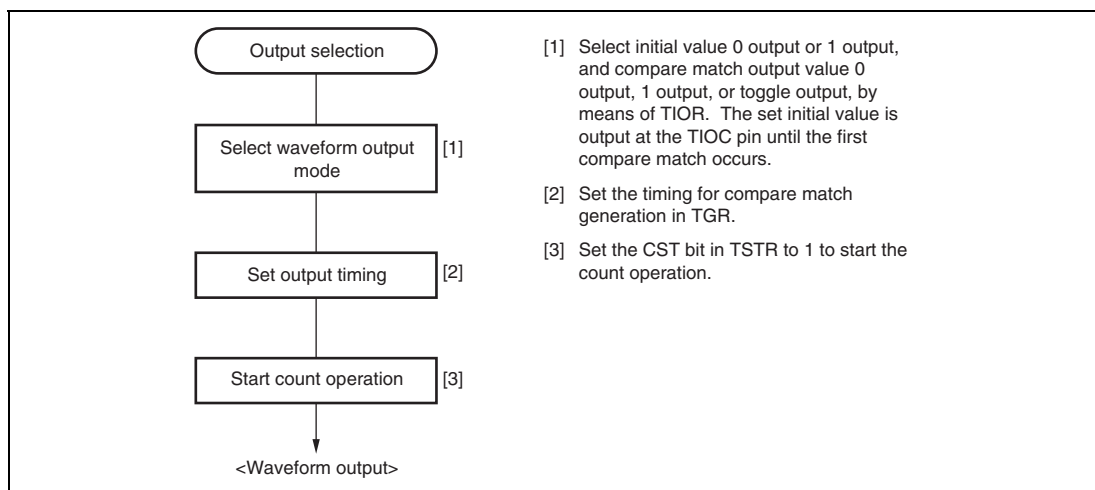 Output selection
Select waveform output
mode
[1]
Set output timing
[2]
Start count operation
[3]
<Waveform output>
[1] Select initial value 0 output or 1 output,
and compare match output value 0
output, 1 output, or toggle output, by
means of TIOR. The set initial value is
output at the TIOC pin until the first
compare match occurs.
[2] Set the timing for compare match
generation in TGR.
[3] Set the CST bit in TSTR to 1 to start the
count operation.